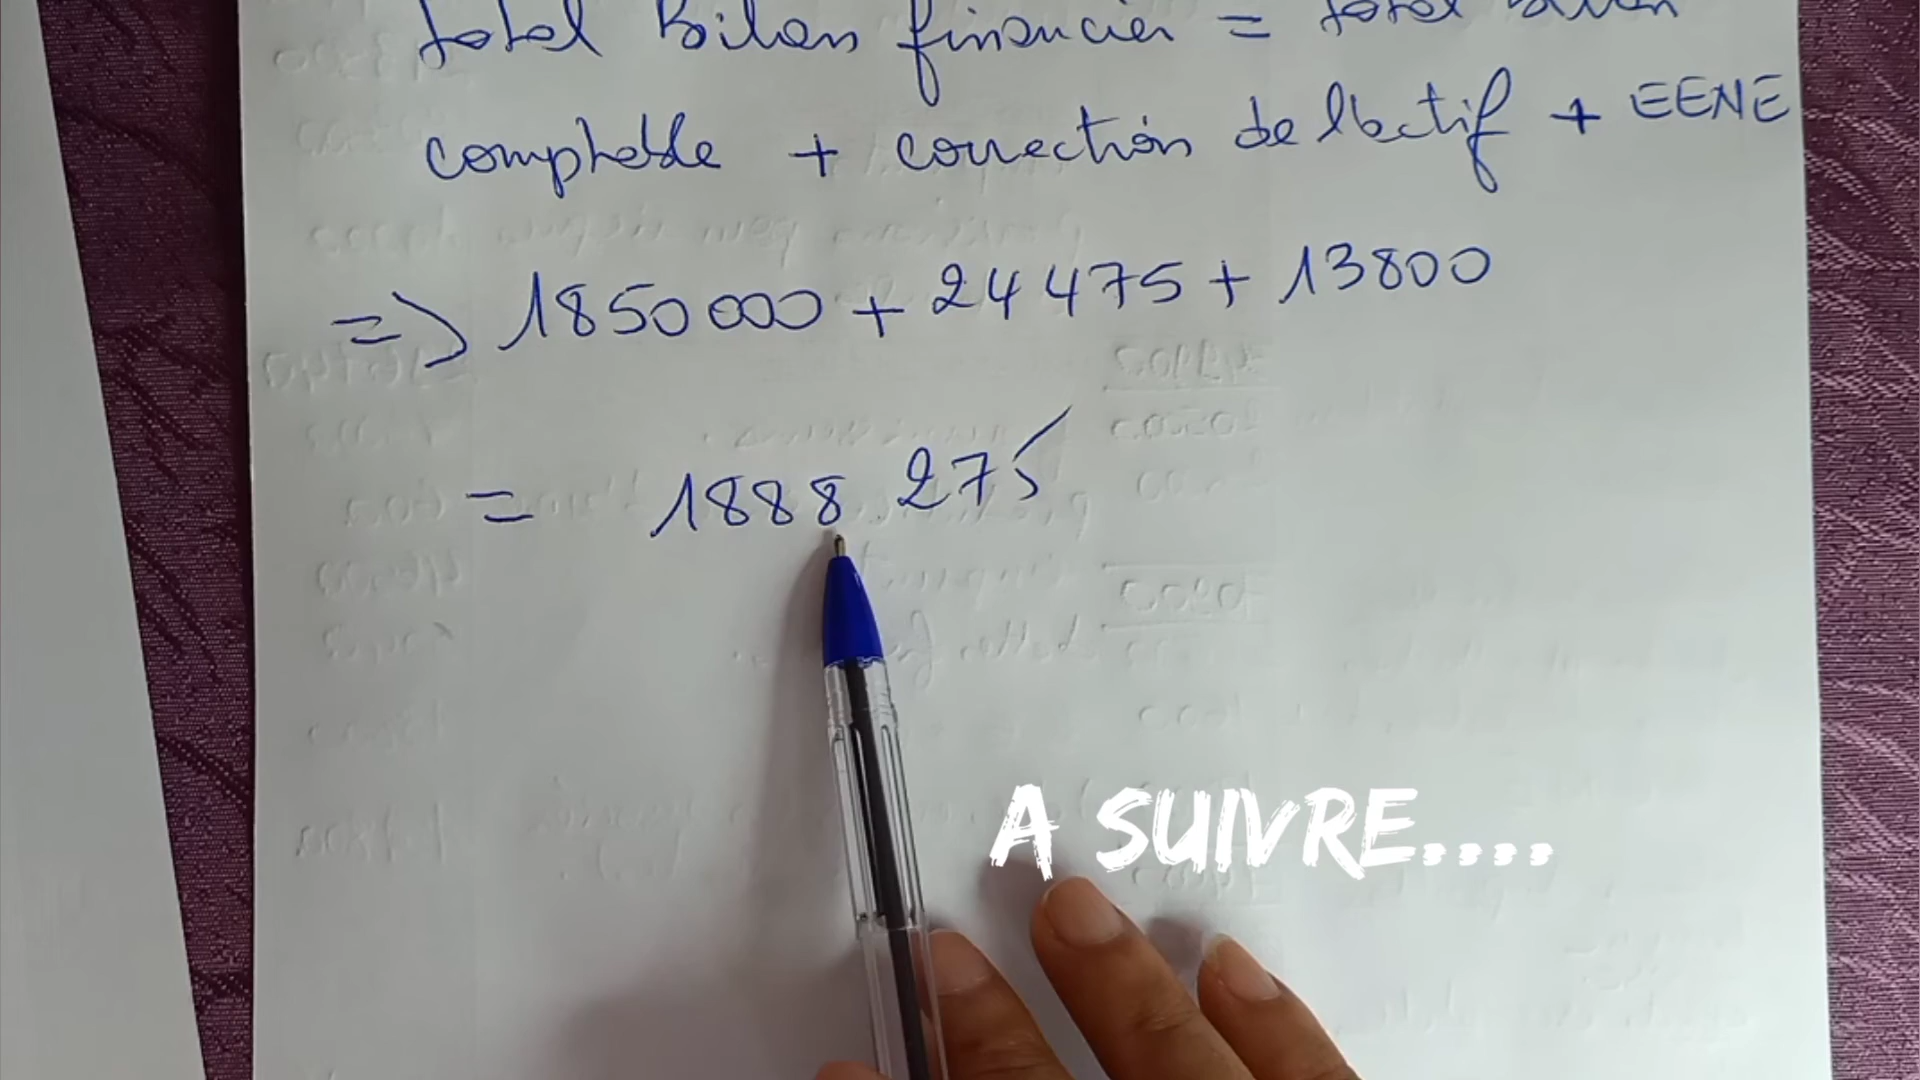 total Bilan financier = total bilan
comptable + correction de l'actif + EENE
=> 1850000 + 24475 + 13800
= 1888 275
A SUIVRE....